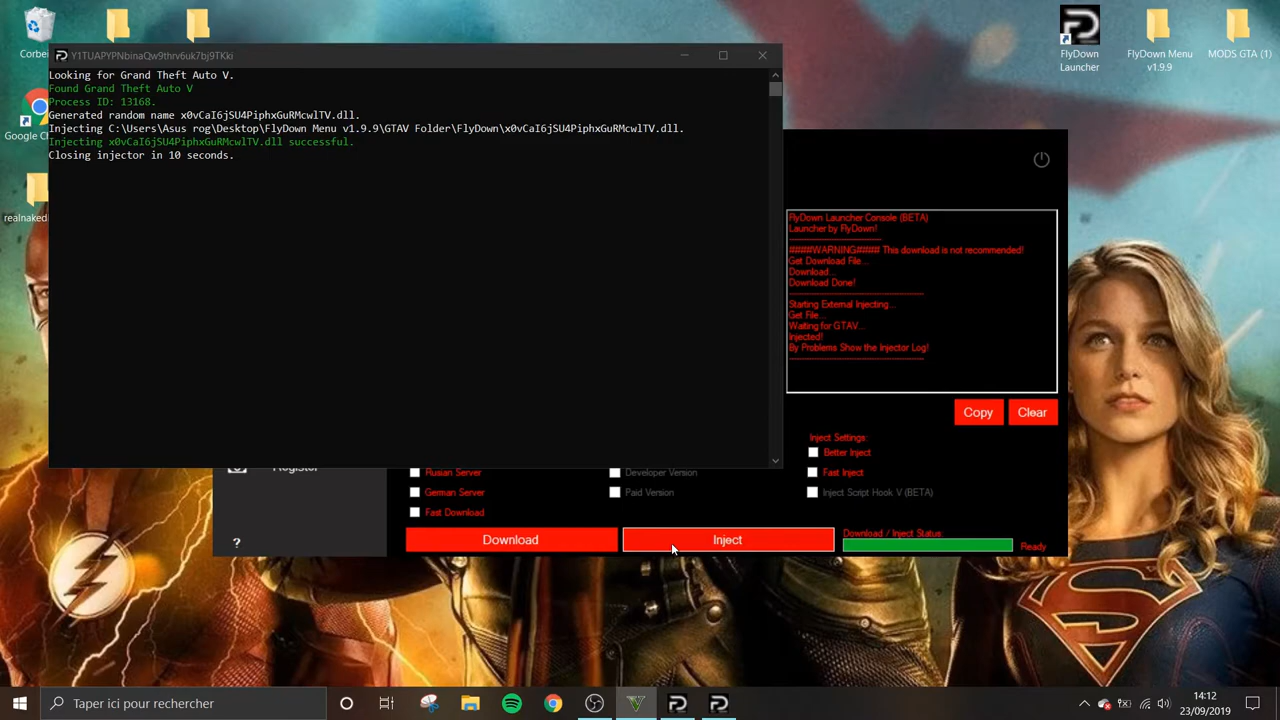 Corbei
FlyDown
Launcher
FlyDown Menu
v1.9.9
MODS GTA (1)
Y1TUAPYPNbinaQw9thrv6uk7bj9TKki
Looking for Grand Theft Auto V.
Found Grand Theft Auto V
Process ID: 13168.
Generated random name x0vCaI6jSU4PiphxGuRMcwlTV.dll.
Injecting C:\Users\Asus rog\Desktop\FlyDown Menu v1.9.9\GTAV Folder\FlyDown\x0vCaI6jSU4PiphxGuRMcwlTV.dll.
Injecting x0vCaI6jSU4PiphxGuRMcwlTV.dll successful.
Closing injector in 10 seconds.
Google C
realnaked
FlyDown Launcher Console (BETA)
Launcher by FlyDown!
####WARNING#### This download is not recommended!
Get Download File...
Download...
Download Done!
Starting External Injecting...
Get File...
Waiting for GTAV...
Injected!
By Problems Show the Injector Log!
Copy
Clear
Inject Settings:
Better Inject
Fast Inject
Inject Script Hook V (BETA)
Rusian Server
German Server
Fast Download
Developer Version
Paid Version
?
Download
Inject
Download / Inject Status:
Ready
Taper ici pour rechercher
14:12
23/09/2019